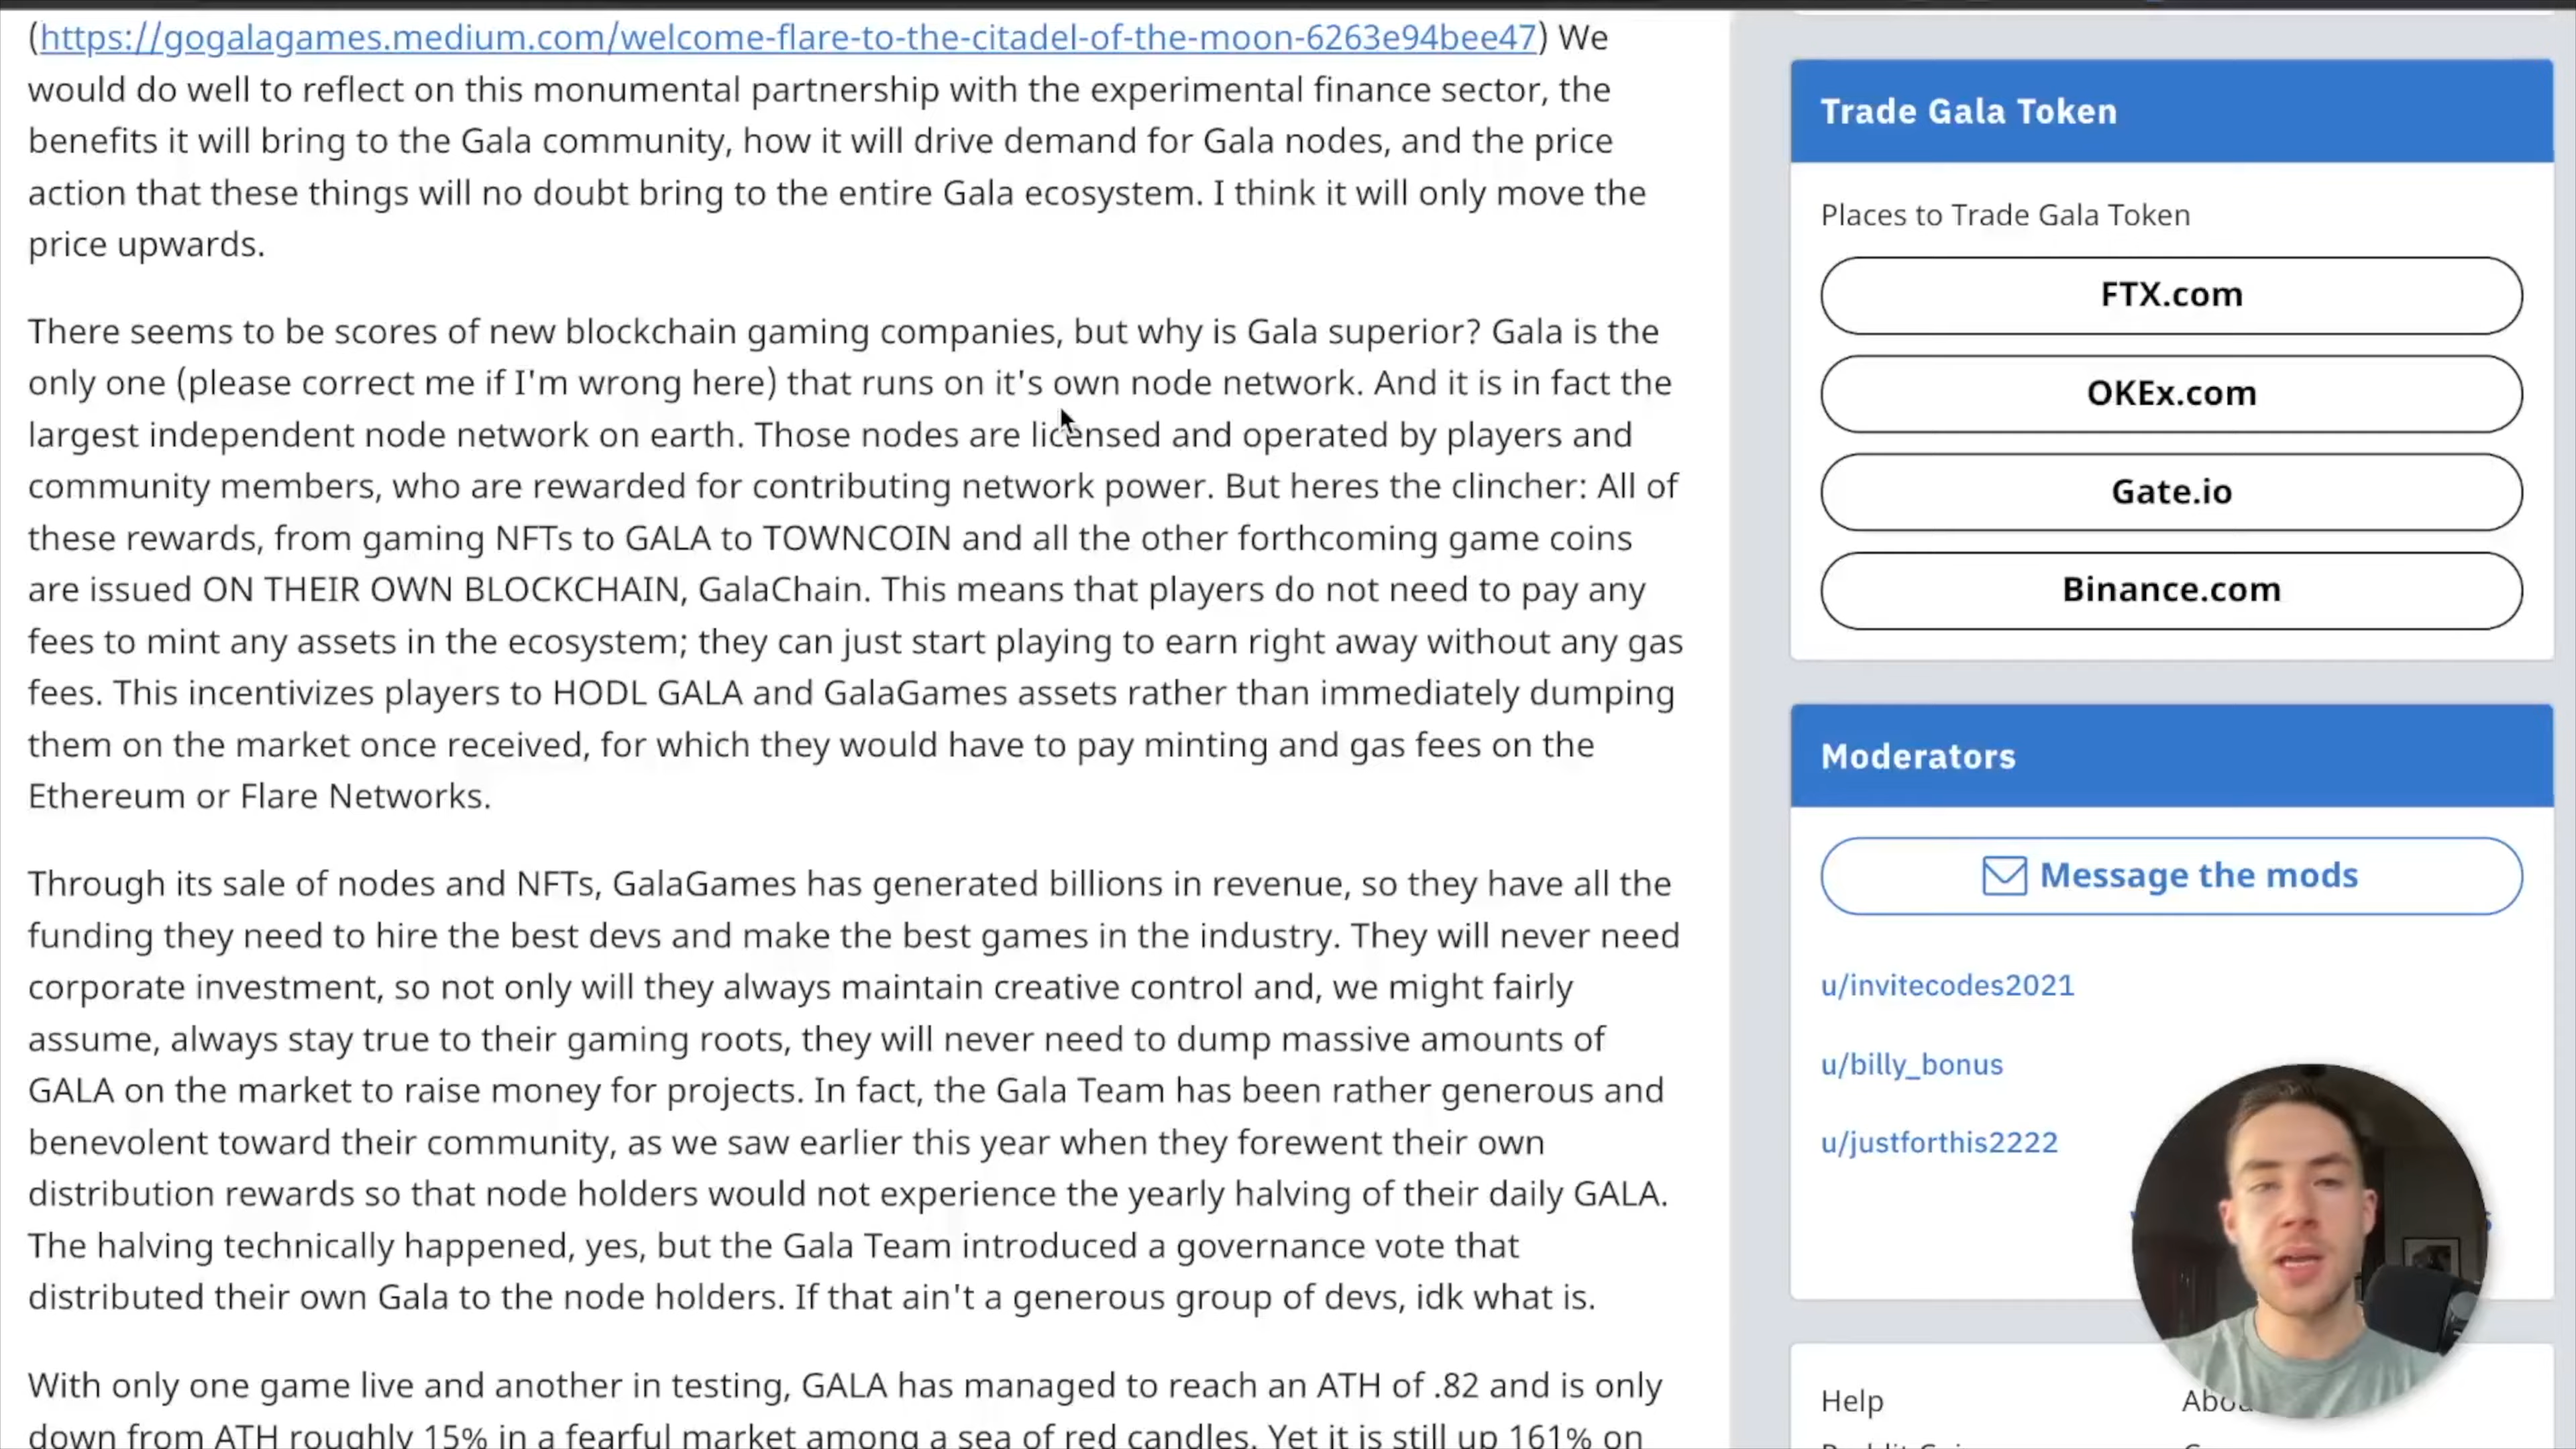 (https://gogalagames.medium.com/welcome-flare-to-the-citadel-of-the-moon-6263e94bee47) We
would do well to reflect on this monumental partnership with the experimental finance sector, the
benefits it will bring to the Gala community, how it will drive demand for Gala nodes, and the price
action that these things will no doubt bring to the entire Gala ecosystem. I think it will only move the
price upwards.
There seems to be scores of new blockchain gaming companies, but why is Gala superior? Gala is the
only one (please correct me if I'm wrong here) that runs on it's own node network. And it is in fact the
largest independent node network on earth. Those nodes are licensed and operated by players and
community members, who are rewarded for contributing network power. But heres the clincher: All of
these rewards, from gaming NFTs to GALA to TOWNCOIN and all the other forthcoming game coins
are issued ON THEIR OWN BLOCKCHAIN, GalaChain. This means that players do not need to pay any
fees to mint any assets in the ecosystem; they can just start playing to earn right away without any gas
fees. This incentivizes players to HODL GALA and GalaGames assets rather than immediately dumping
them on the market once received, for which they would have to pay minting and gas fees on the
Ethereum or Flare Networks.
Through its sale of nodes and NFTs, GalaGames has generated billions in revenue, so they have all the
funding they need to hire the best devs and make the best games in the industry. They will never need
corporate investment, so not only will they always maintain creative control and, we might fairly
assume, always stay true to their gaming roots, they will never need to dump massive amounts of
GALA on the market to raise money for projects. In fact, the Gala Team has been rather generous and
benevolent toward their community, as we saw earlier this year when they forewent their own
distribution rewards so that node holders would not experience the yearly halving of their daily GALA.
The halving technically happened, yes, but the Gala Team introduced a governance vote that
distributed their own Gala to the node holders. If that ain't a generous group of devs, idk what is.
With only one game live and another in testing, GALA has managed to reach an ATH of .82 and is only
down from ATH roughly 15% in a fearful market among a sea of red candles. Yet it is still up 161% on
Trade Gala Token
Places to Trade Gala Token
FTX.com
OKEx.com
Gate.io
Binance.com
Moderators
Message the mods
u/invitecodes2021
u/billy_bonus
u/justforthis2222
Help